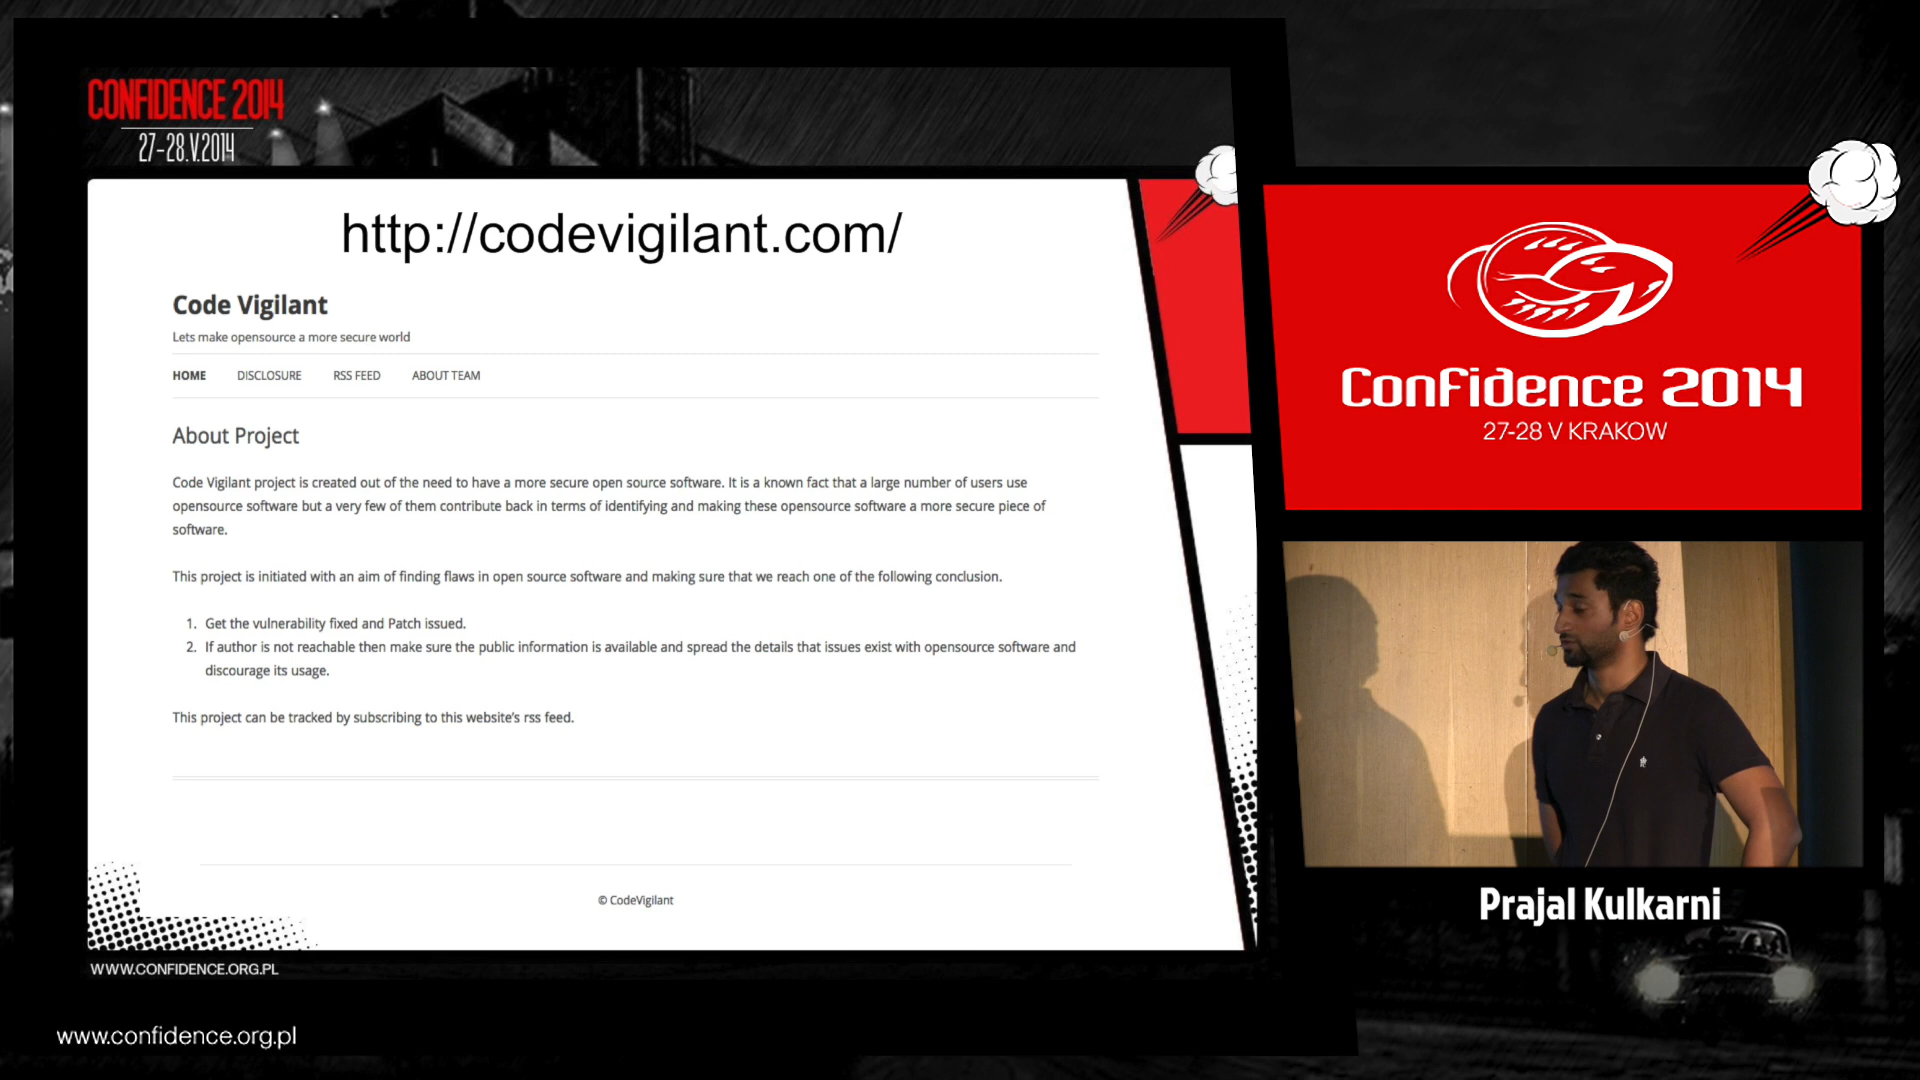 CONFIDENCE 2014
27-28.V.2014
http://codevigilant.com/
Code Vigilant
Lets make opensource a more secure world
HOME DISCLOSURE RSS FEED ABOUT TEAM
About Project
Code Vigilant project is created out of the need to have a more secure open source software. It is a known fact that a large number of users use
opensource software but a very few of them contribute back in terms of identifying and making these opensource software a more secure piece of
software.
This project is initiated with an aim of finding flaws in open source software and making sure that we reach one of the following conclusion.
1. Get the vulnerability fixed and Patch issued.
2. If author is not reachable then make sure the public information is available and spread the details that issues exist with opensource software and
discourage its usage.
This project can be tracked by subscribing to this website's rss feed.
© CodeVigilant
WWW.CONFIDENCE.ORG.PL
www.confidence.org.pl
Confidence 2014
27-28 V KRAKOW
Prajal Kulkarni